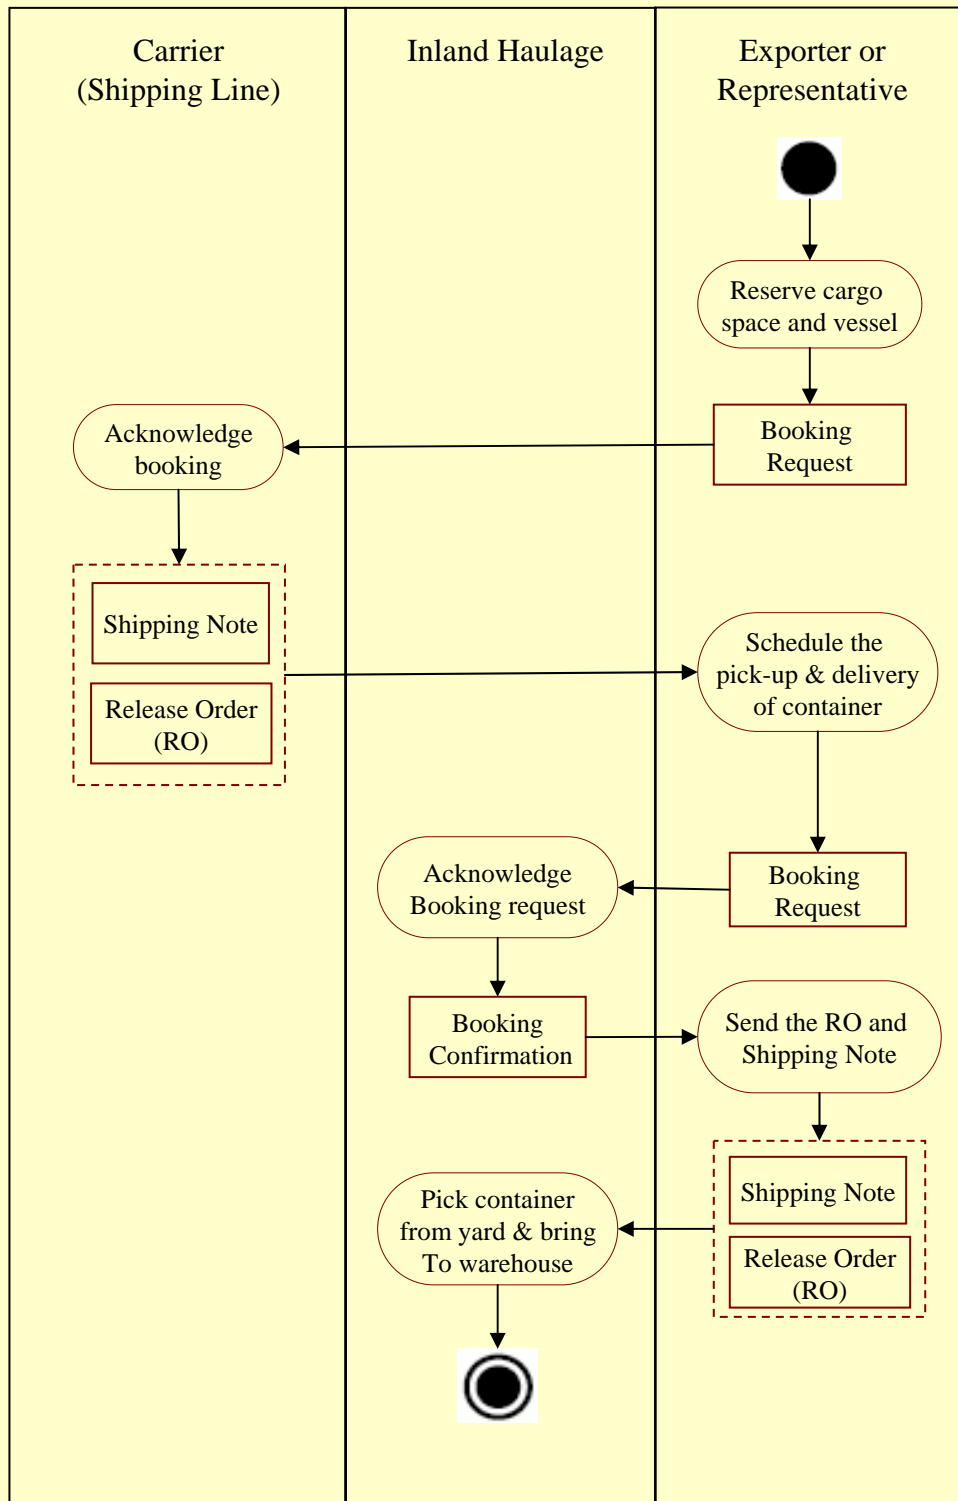 Carrier
(Shipping Line)
Inland Haulage
Exporter or
Representative
Reserve cargo
space and vessel
Booking
Request
Acknowledge
booking
Shipping Note
Release Order
(RO)
Schedule the
pick-up & delivery
of container
Booking
Request
Acknowledge
Booking request
Booking
Confirmation
Send the RO and
Shipping Note
Shipping Note
Release Order
(RO)
Pick container
from yard & bring
To warehouse